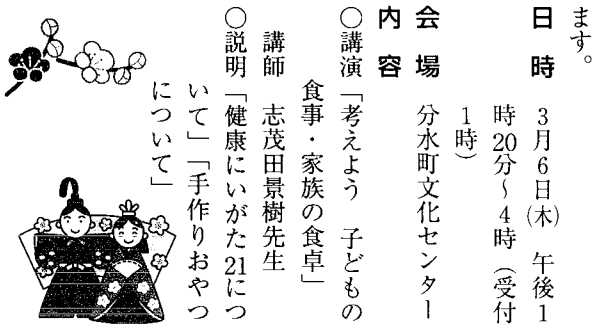 ます。
日　時　3月6日㈭　午後1
時20分～4時（受付
1時）
会　場　分水町文化センター
内　容
○講演「考えよう　子どもの
食事・家族の食卓」
講師　志茂田景樹先生
○説明「健康にいがた21につ
いて」「手作りおやつ
について」